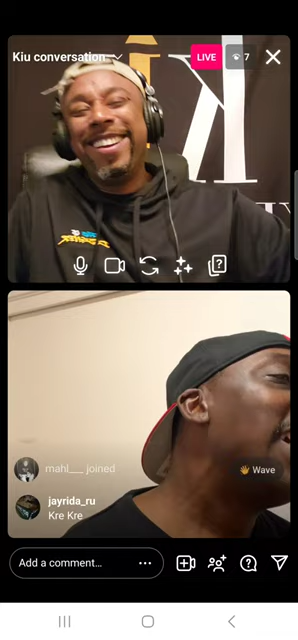 Kiu conversation
LIVE
7
mahl___ joined
Wave
jayrida_ru
Kre Kre
Add a comment...